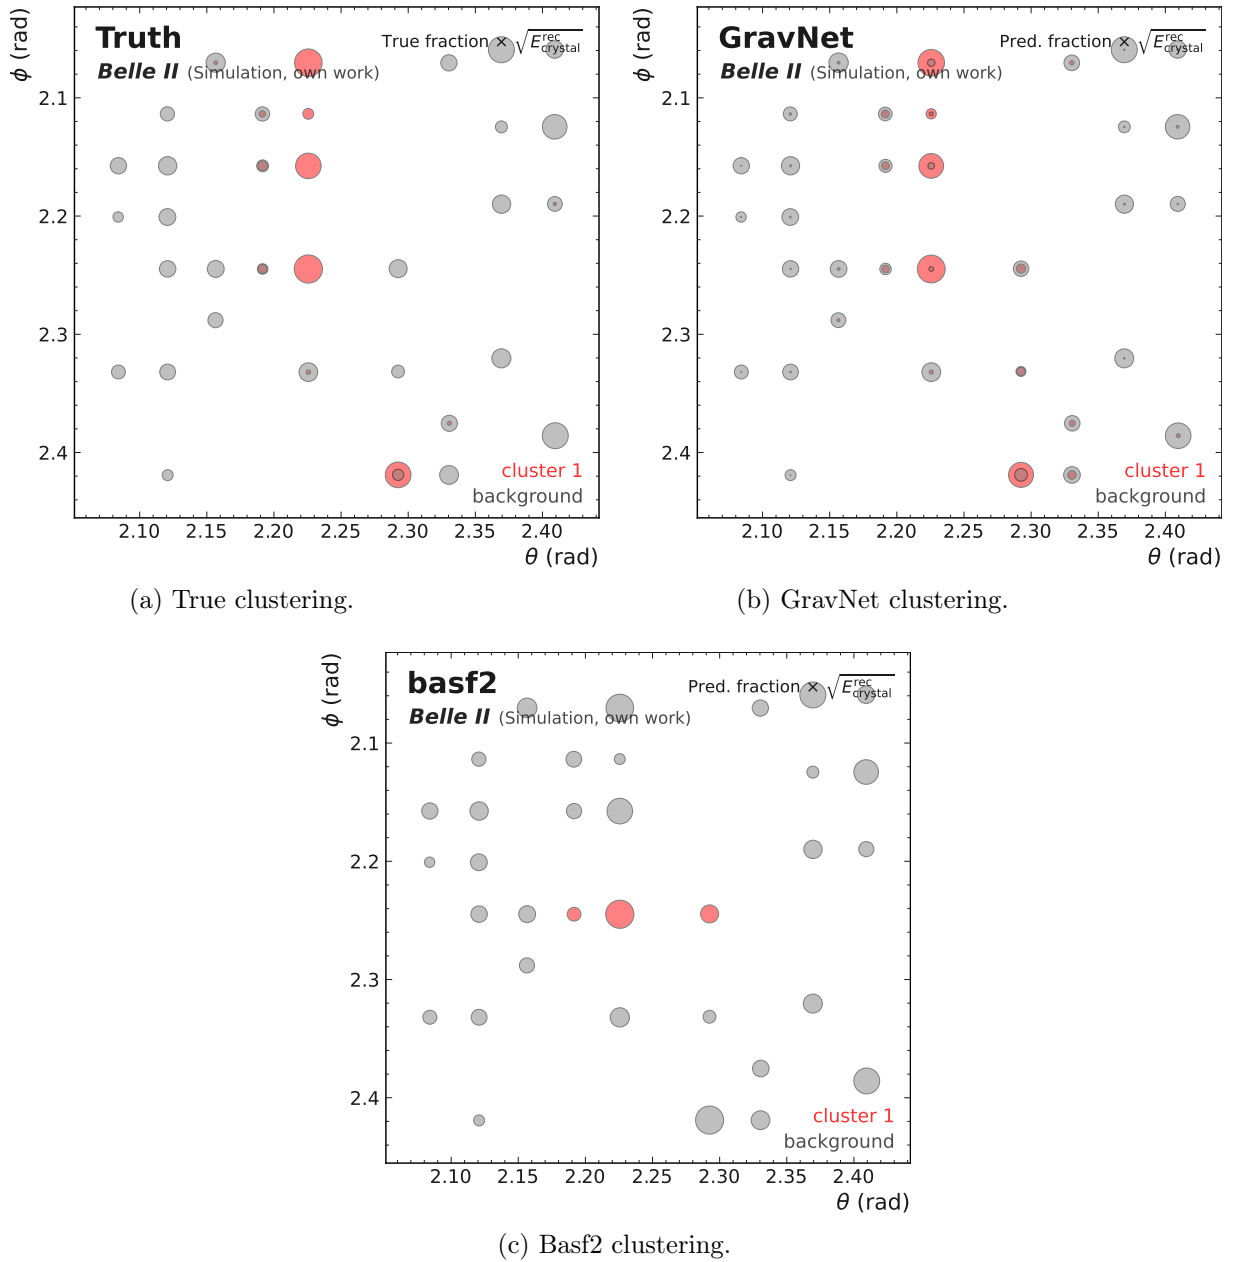 Truth
True fraction × √E^rec_crystal
Belle II (Simulation, own work)
ϕ (rad)
2.1
2.2
2.3
2.4
cluster 1
background
2.10 2.15 2.20 2.25 2.30 2.35 2.40
θ (rad)
(a) True clustering.
GravNet
Pred. fraction × √E^rec_crystal
Belle II (Simulation, own work)
ϕ (rad)
2.1
2.2
2.3
2.4
cluster 1
background
2.10 2.15 2.20 2.25 2.30 2.35 2.40
θ (rad)
(b) GravNet clustering.
basf2
Pred. fraction × √E^rec_crystal
Belle II (Simulation, own work)
ϕ (rad)
2.1
2.2
2.3
2.4
cluster 1
background
2.10 2.15 2.20 2.25 2.30 2.35 2.40
θ (rad)
(c) Basf2 clustering.